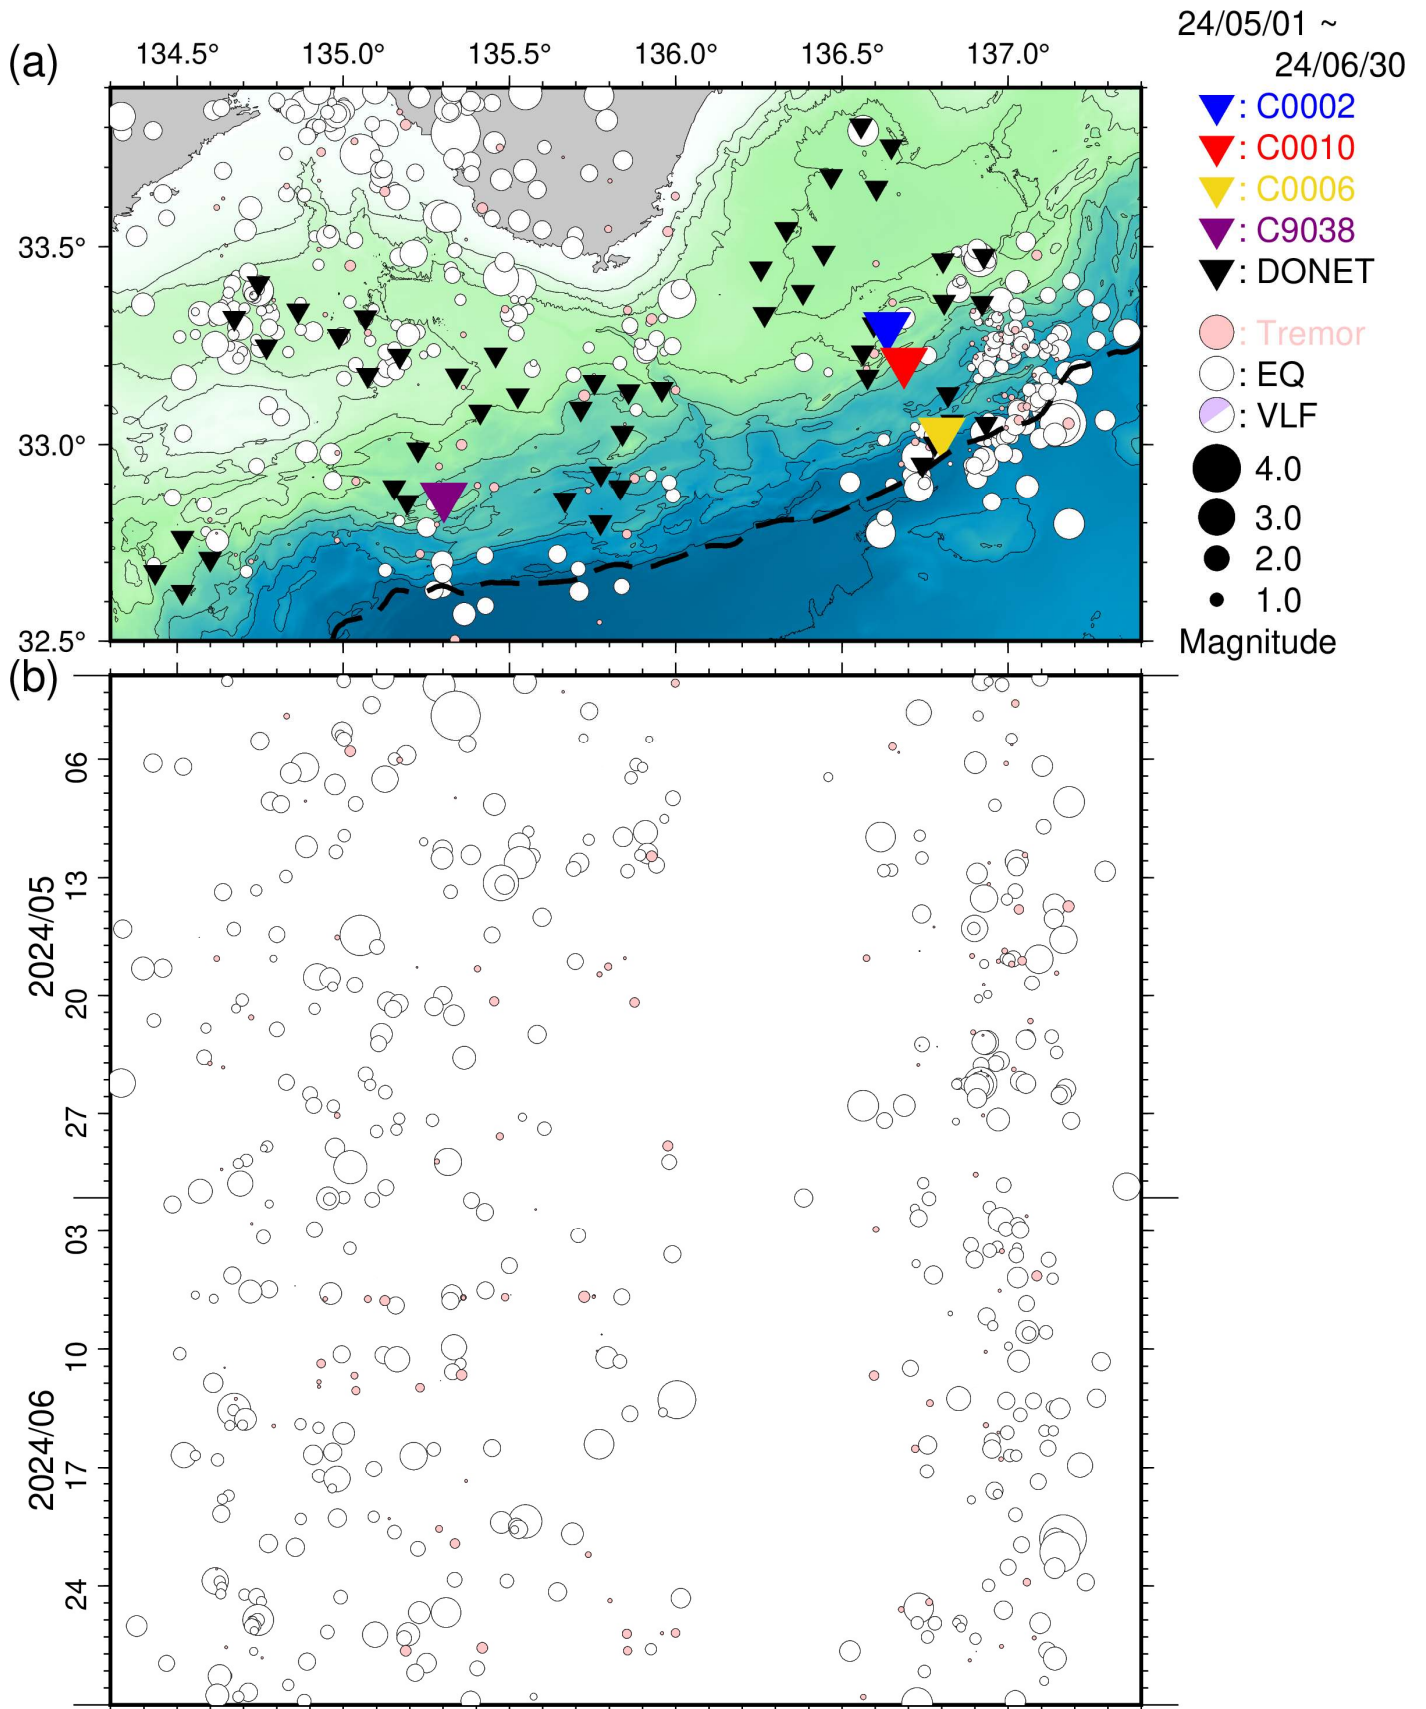 (a)
134.5° 135.0° 135.5° 136.0° 136.5° 137.0°
33.5°
33.0°
32.5°
24/05/01 ~
24/06/30
: C0002
: C0010
: C0006
: C9038
: DONET
: Tremor
: EQ
: VLF
4.0
3.0
2.0
1.0
Magnitude
(b)
2024/05
06
13
20
27
2024/06
03
10
17
24